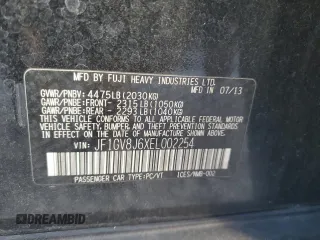 MFD. BY FUJI HEAVY INDUSTRIES LTD.
GVWR/PNBV: 4475LB(2030KG) 07/13
GAWR/PNBE:FRONT- 2315LB(1050KG)
GAWR/PNBE:REAR - 2293LB(1040KG)
THIS VEHICLE CONFORMS TO ALL APPLICABLE
FEDERAL MOTOR VEHICLE SAFETY, BUMPER,
AND THEFT PREVENTION STANDARDS
IN EFFECT ON THE DATE OF
MANUFACTURE SHOWN ABOVE.
VIN: JF1GV8J6XEL002254
PASSENGER CAR TYPE:PC/VT. ICES/NMB-002
DREAMBID